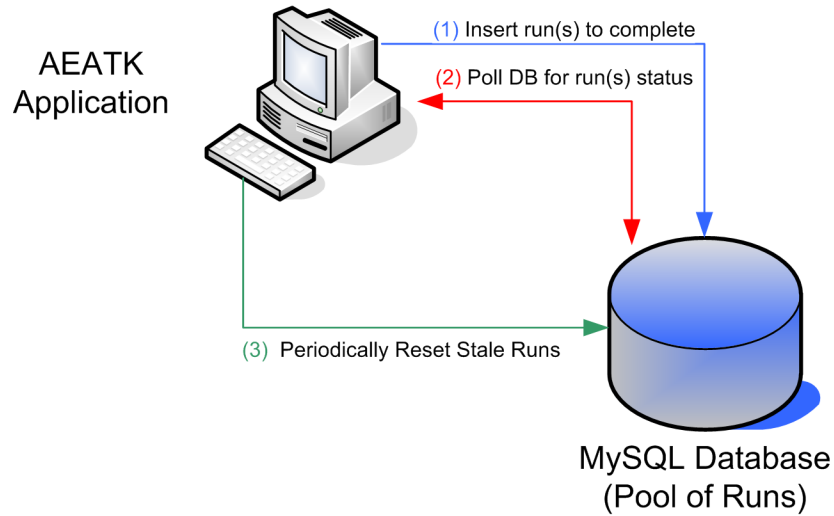 AEATK
Application
(1) Insert run(s) to complete
(2) Poll DB for run(s) status
(3) Periodically Reset Stale Runs
MySQL Database
(Pool of Runs)